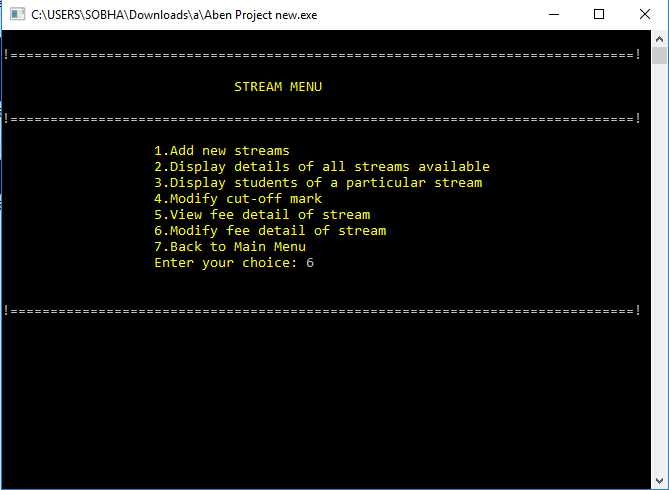 C:\USERS\SOBHA\Downloads\a\Aben Project new.exe
!==============================================================================!
STREAM MENU
!==============================================================================!
1.Add new streams
2.Display details of all streams available
3.Display students of a particular stream
4.Modify cut-off mark
5.View fee detail of stream
6.Modify fee detail of stream
7.Back to Main Menu
Enter your choice: 6
!==============================================================================!